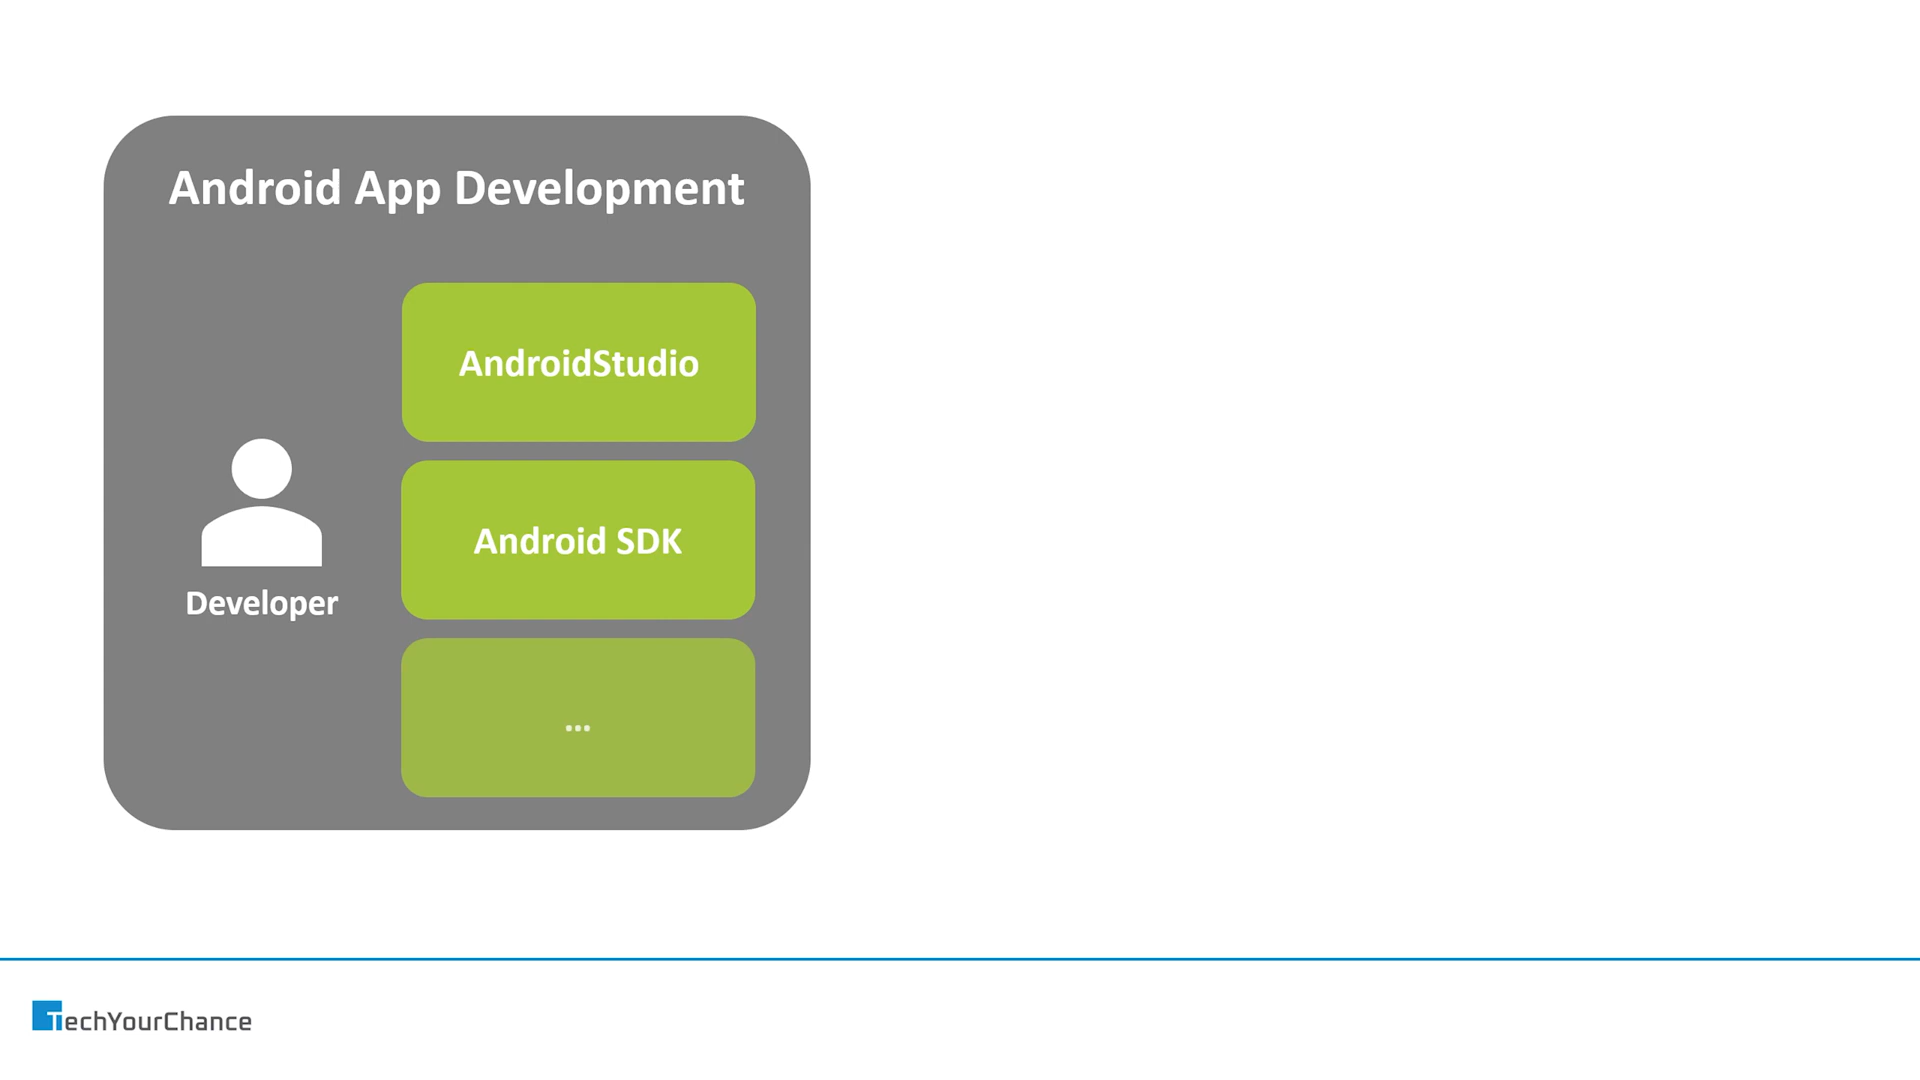 Android App Development
AndroidStudio
Android SDK
Developer
...
TechYourChance